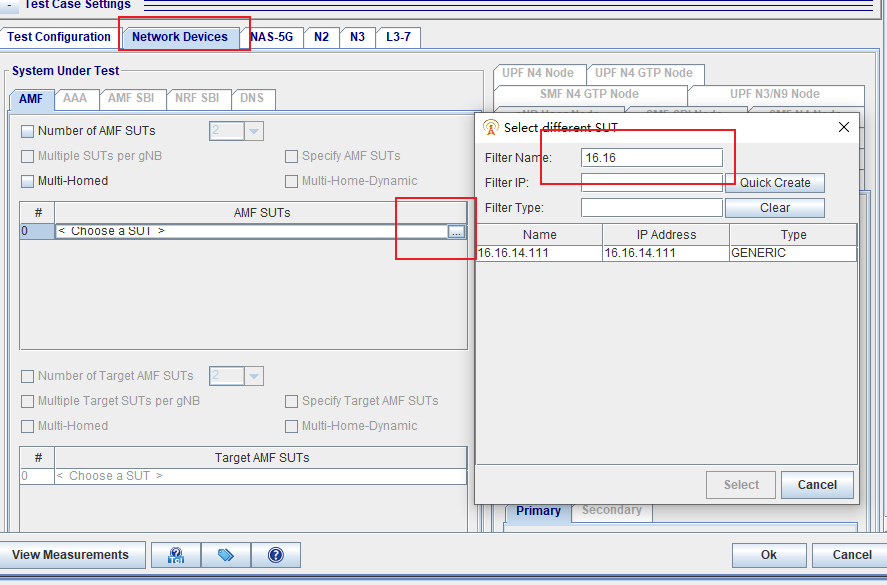 Test Case Settings
Test Configuration Network Devices NAS-5G N2 N3 L3-7
System Under Test
AMF AAA AMF SBI NRF SBI DNS
Number of AMF SUTs 2
Multiple SUTs per gNB Specify AMF SUTs
Multi-Homed Multi-Home-Dynamic
# AMF SUTs
0 < Choose a SUT > ...
Number of Target AMF SUTs 2
Multiple Target SUTs per gNB Specify Target AMF SUTs
Multi-Homed Multi-Home-Dynamic
# Target AMF SUTs
0 < Choose a SUT >
UPF N4 Node UPF N4 GTP Node
SMF N4 GTP Node UPF N3/N9 Node
Select different SUT
Filter Name: 16.16
Filter IP: Quick Create
Filter Type: Clear
Name IP Address Type
16.16.14.111 16.16.14.111 GENERIC
Select Cancel
Primary Secondary
View Measurements Tcl ? Ok Cancel